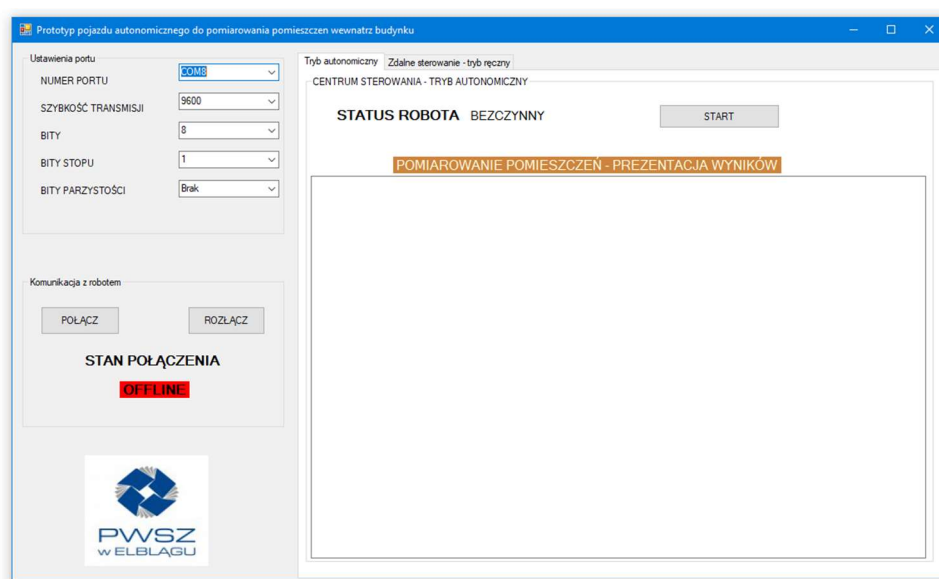 Prototyp pojazdu autonomicznego do pomiarowania pomieszczen wewnatrz budynku
Ustawienia portu
NUMER PORTU COM8
SZYBKOŚĆ TRANSMISJI 9600
BITY 8
BITY STOPU 1
BITY PARZYSTOŚCI Brak
Komunikacja z robotem
POŁĄCZ ROZŁĄCZ
STAN POŁĄCZENIA
OFFLINE
PWSZ
W ELBLĄGU
Tryb autonomiczny Zdalne sterowanie - tryb ręczny
CENTRUM STEROWANIA - TRYB AUTONOMICZNY
STATUS ROBOTA BEZCZYNNY START
POMIAROWANIE POMIESZCZEŃ - PREZENTACJA WYNIKÓW